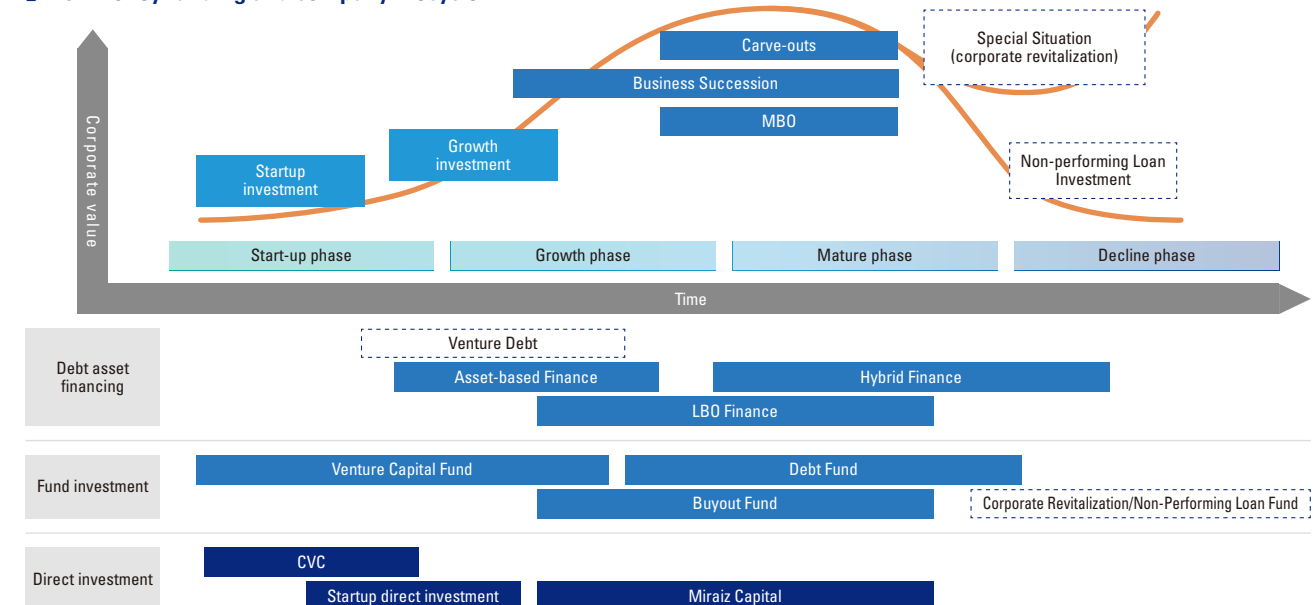 Carve-outs
Special Situation
(corporate revitalization)
Business Succession
MBO
Growth
investment
Startup
investment
Non-performing Loan
Investment
Corporate value
Start-up phase
Growth phase
Mature phase
Decline phase
Time
Debt asset
financing
Venture Debt
Asset-based Finance
Hybrid Finance
LBO Finance
Fund investment
Venture Capital Fund
Debt Fund
Buyout Fund
Corporate Revitalization/Non-Performing Loan Fund
Direct investment
CVC
Startup direct investment
Miraiz Capital